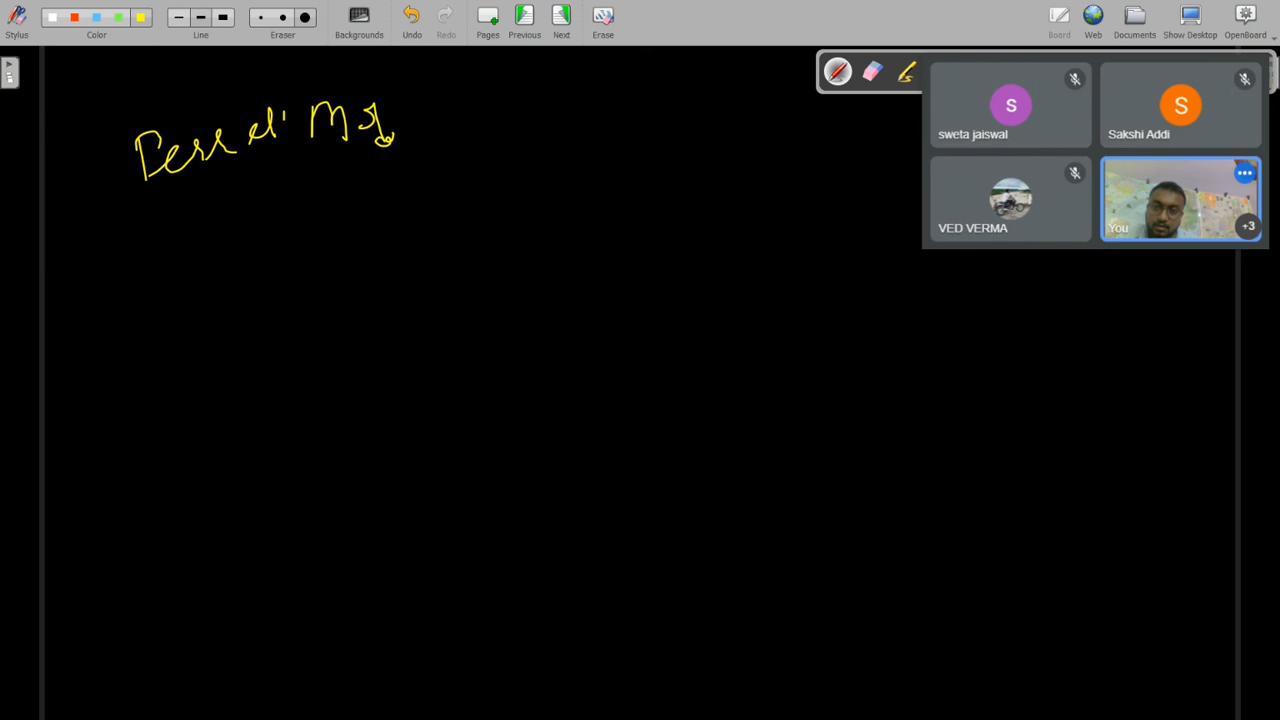 Stylus
Color
Line
Eraser
Backgrounds
Undo
Redo
Pages
Previous
Next
Erase
Board
Web
Documents
Show Desktop
OpenBoard
s
sweta jaiswal
S
Sakshi Addi
VED VERMA
You
+3